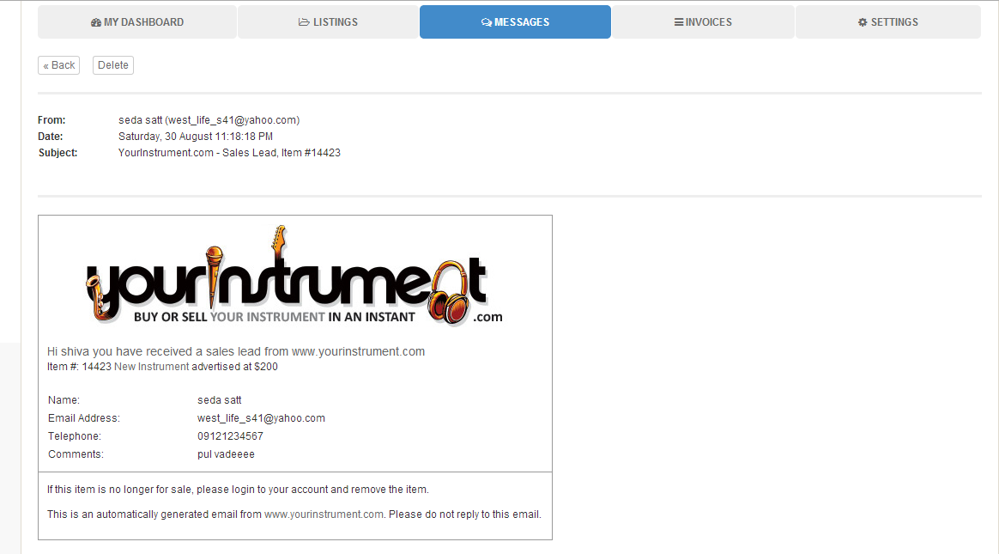 MY DASHBOARD
LISTINGS
MESSAGES
INVOICES
SETTINGS
« Back
Delete
From: seda satt (west_life_s41@yahoo.com)
Date: Saturday, 30 August 11:18:18 PM
Subject: YourInstrument.com - Sales Lead, Item #14423
yourinstrument
BUY OR SELL YOUR INSTRUMENT IN AN INSTANT .com
Hi shiva you have received a sales lead from www.yourinstrument.com
Item #: 14423 New Instrument advertised at $200
Name: seda satt
Email Address: west_life_s41@yahoo.com
Telephone: 09121234567
Comments: pul vadeeee
If this item is no longer for sale, please login to your account and remove the item.
This is an automatically generated email from www.yourinstrument.com. Please do not reply to this email.